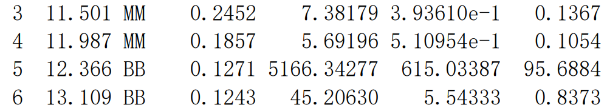 3 11.501 MM 0.2452 7.38179 3.93610e-1 0.1367
4 11.987 MM 0.1857 5.69196 5.10954e-1 0.1054
5 12.366 BB 0.1271 5166.34277 615.03387 95.6884
6 13.109 BB 0.1243 45.20630 5.54333 0.8373